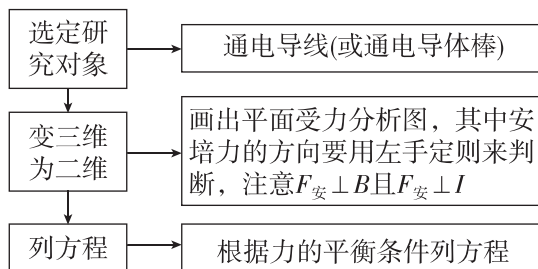 选定研
究对象
通电导线(或通电导体棒)
变三维
为二维
画出平面受力分析图，其中安
培力的方向要用左手定则来判
断，注意F安⊥B且F安⊥I
列方程
根据力的平衡条件列方程